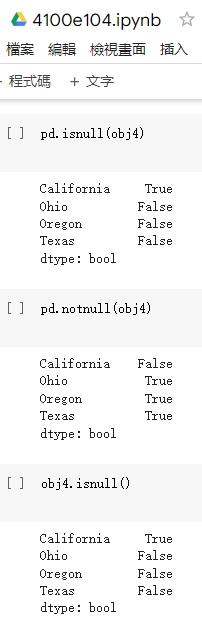 4100e104.ipynb
檔案 編輯 檢視畫面 插入
程式碼 + 文字
[ ] pd.isnull(obj4)
California True
Ohio False
Oregon False
Texas False
dtype: bool
[ ] pd.notnull(obj4)
California False
Ohio True
Oregon True
Texas True
dtype: bool
[ ] obj4.isnull()
California True
Ohio False
Oregon False
Texas False
dtype: bool